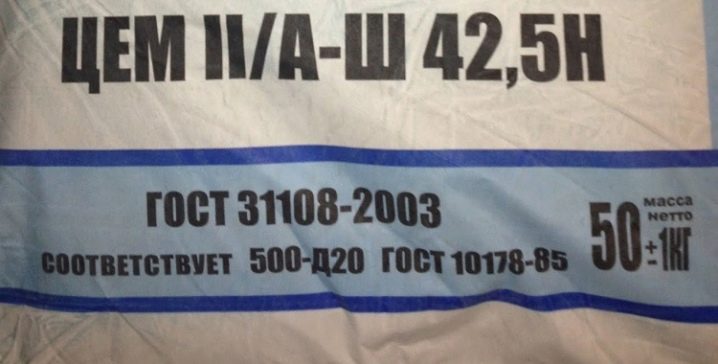 ЦЕМ II/А-Ш 42,5Н
ГОСТ 31108-2003
СООТВЕТСТВУЕТ 500-Д20 ГОСТ 10178-85
масса
нетто
50±1КГ